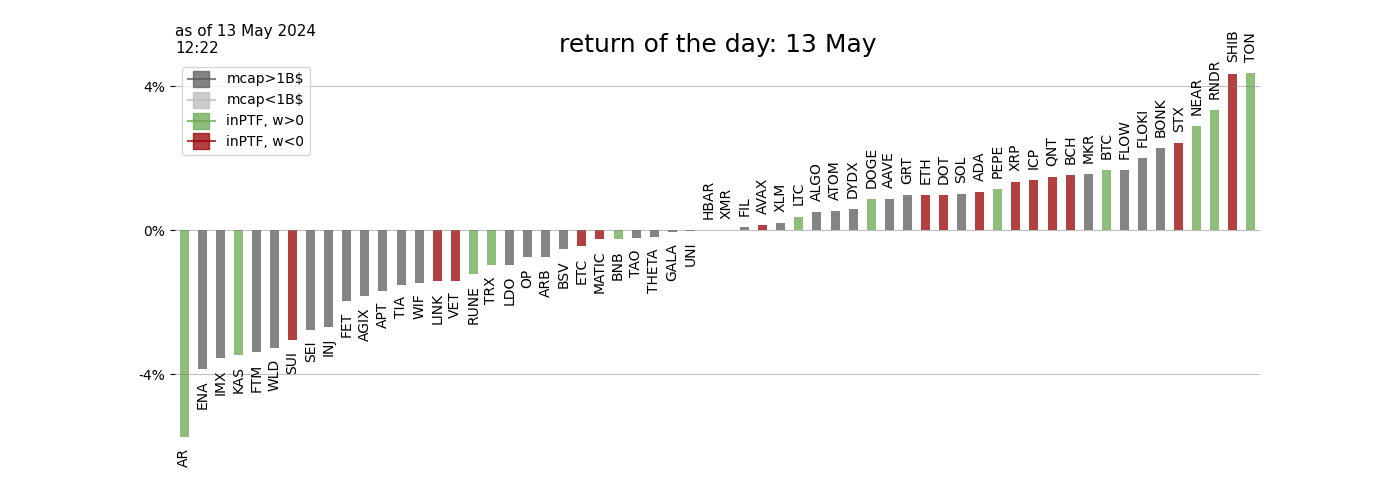 as of 13 May 2024
12:22
return of the day: 13 May
mcap>1B$
mcap<1B$
inPTF, w>0
inPTF, w<0
4%
0%
-4%
AR
ENA
IMX
KAS
FTM
WLD
SUI
SEI
INJ
FET
AGIX
APT
TIA
WIF
LINK
VET
RUNE
TRX
LDO
OP
ARB
BSV
ETC
MATIC
BNB
TAO
THETA
GALA
UNI
HBAR
XMR
FIL
AVAX
XLM
LTC
ALGO
ATOM
DYDX
DOGE
AAVE
GRT
ETH
DOT
SOL
ADA
PEPE
XRP
ICP
QNT
BCH
MKR
BTC
FLOW
FLOKI
BONK
STX
NEAR
RNDR
SHIB
TON